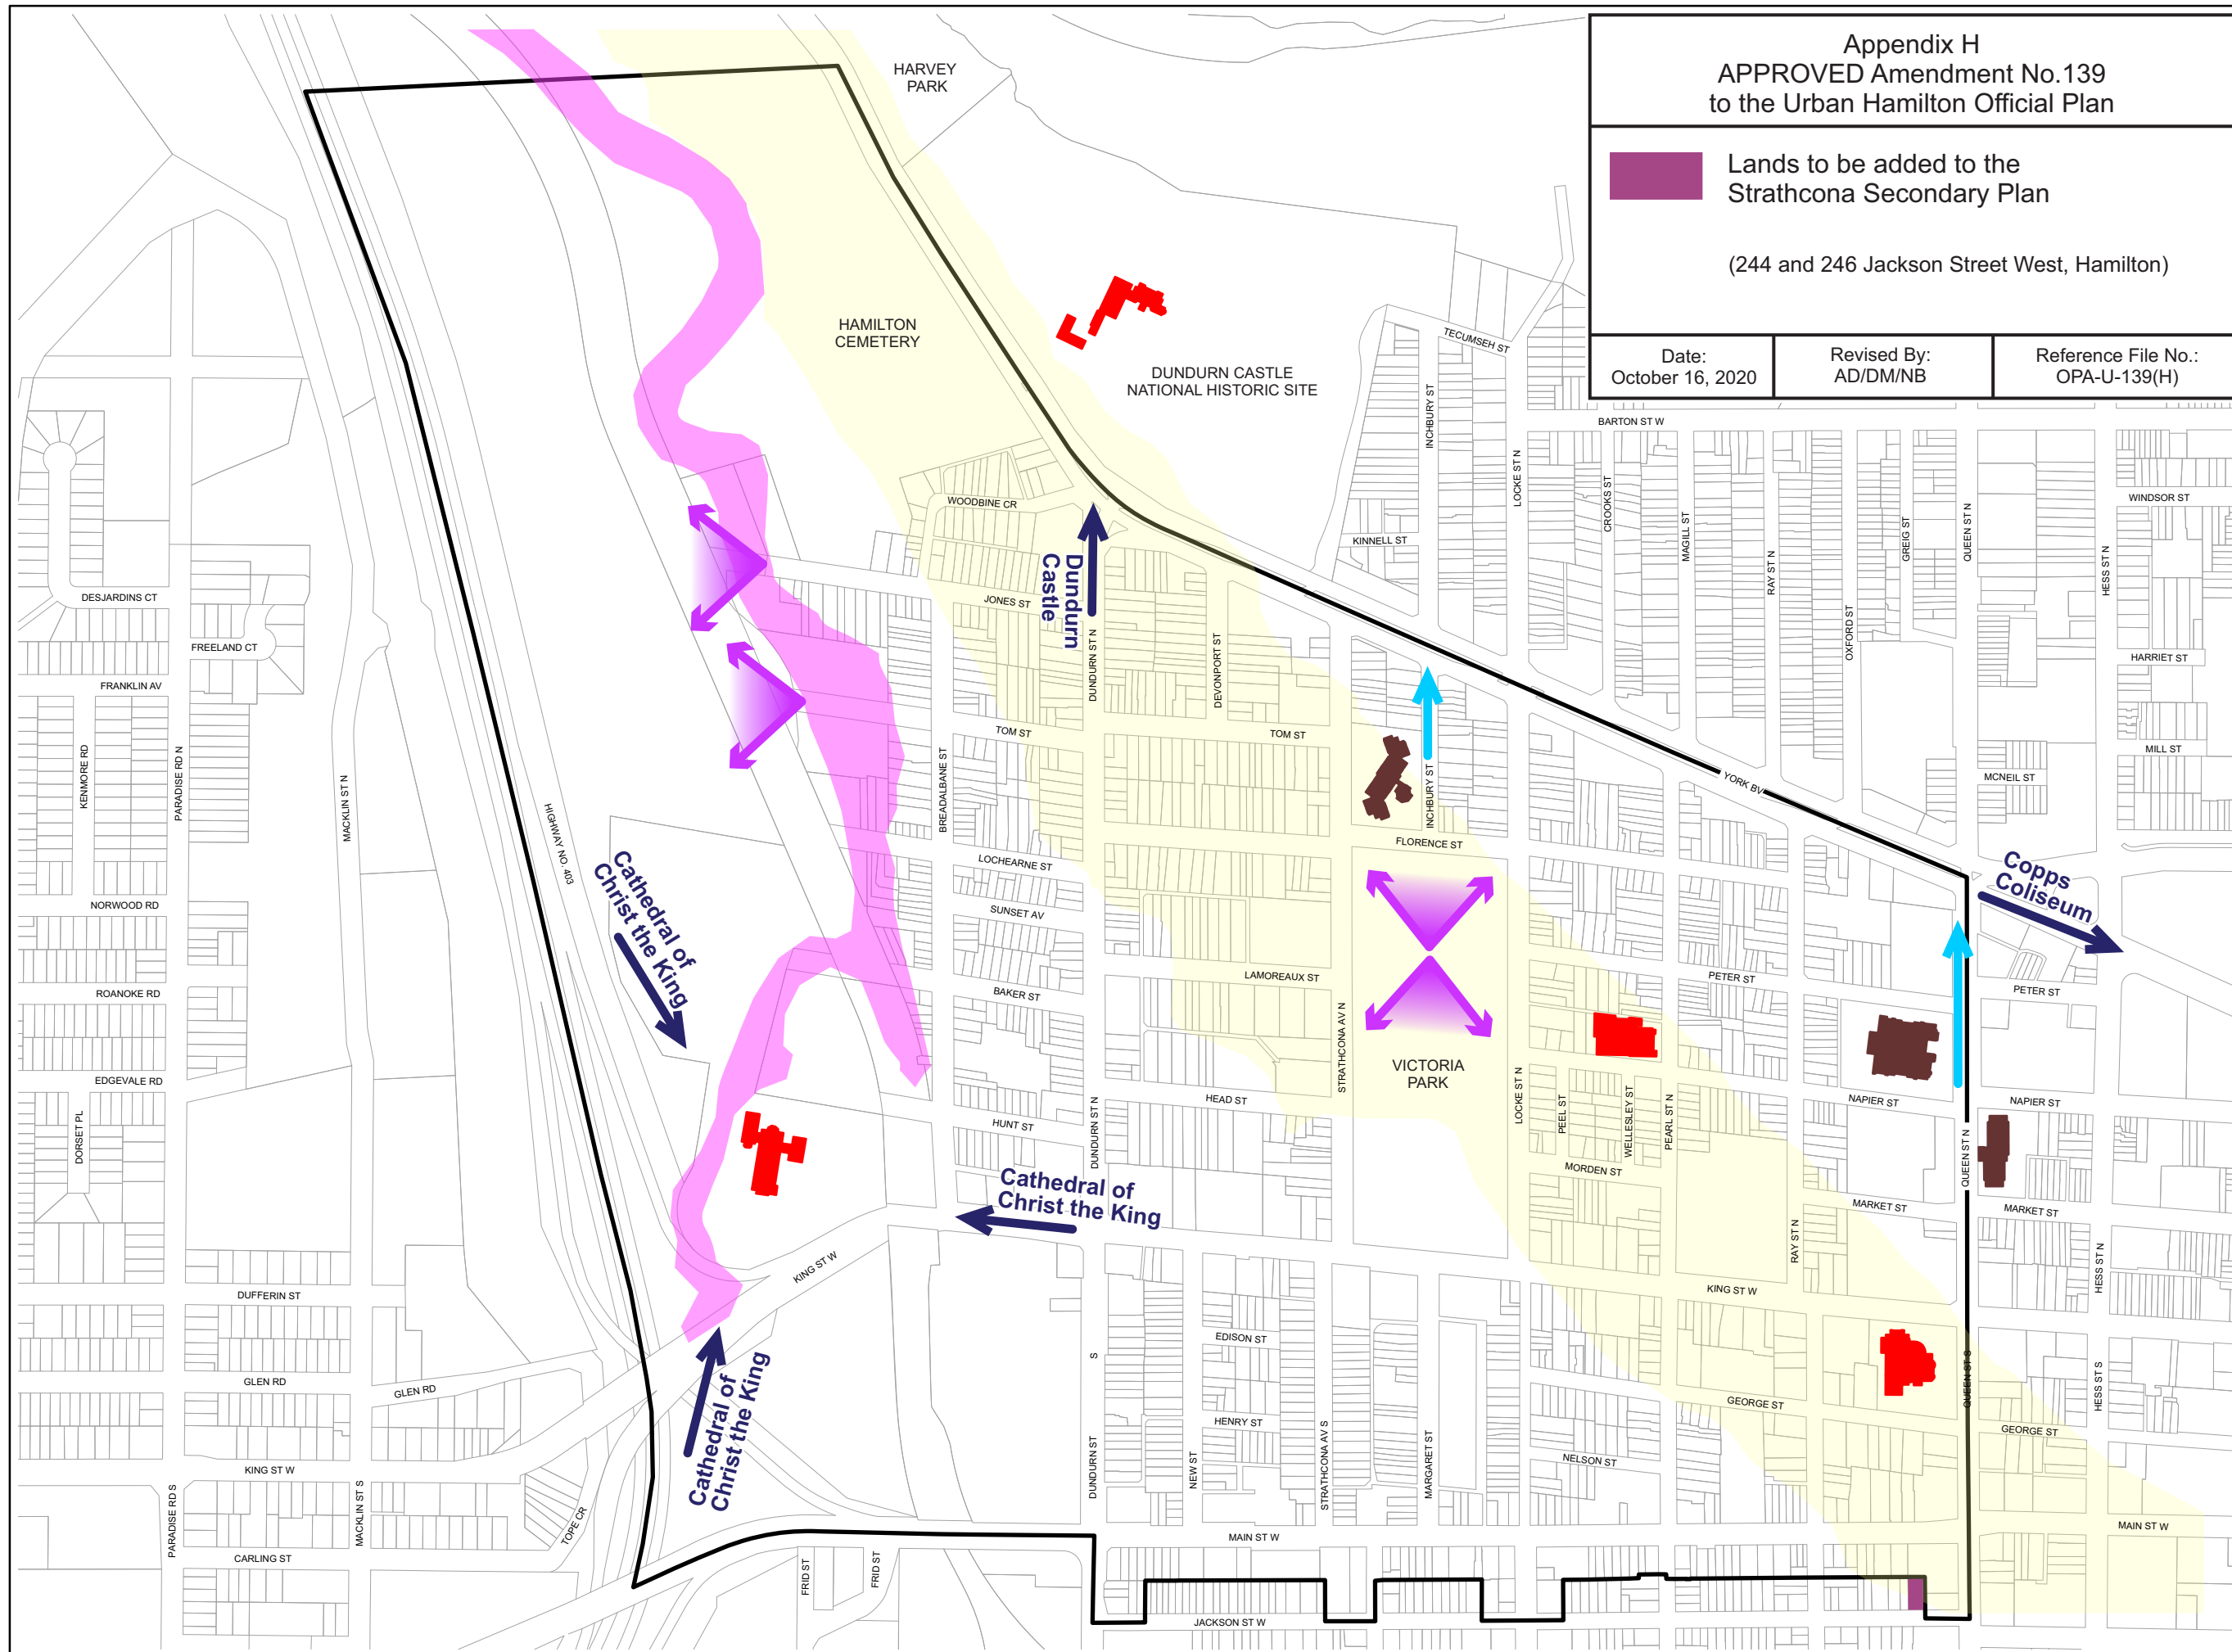 Appendix H
APPROVED Amendment No.139
to the Urban Hamilton Official Plan
Lands to be added to the
Strathcona Secondary Plan
(244 and 246 Jackson Street West, Hamilton)
Date:
October 16, 2020
Revised By:
AD/DM/NB
Reference File No.:
OPA-U-139(H)
HARVEY
PARK
HAMILTON
CEMETERY
DUNDURN CASTLE
NATIONAL HISTORIC SITE
TECUMSEH ST
INCHBURY ST
LOCKE ST N
BARTON ST W
CROOKS ST
MAGILL ST
RAY ST N
OXFORD ST
GREIG ST
QUEEN ST N
HESS ST N
WINDSOR ST
KINNELL ST
WOODBINE CR
JONES ST
Dundurn
Castle
DUNDURN ST N
DEVONPORT ST
DESJARDINS CT
FREELAND CT
FRANKLIN AV
KENMORE RD
PARADISE RD N
MACKLIN ST N
HIGHWAY NO. 403
BREADALBANE ST
TOM ST
TOM ST
HARRIET ST
MILL ST
MCNEIL ST
YORK BV
INCHBURY ST
FLORENCE ST
LOCHEARNE ST
SUNSET AV
Cathedral of
Christ the King
Copps
Coliseum
NORWOOD RD
ROANOKE RD
EDGEVALE RD
DORSET PL
BAKER ST
LAMOREAUX ST
PETER ST
PETER ST
STRATHCONA AV N
VICTORIA
PARK
LOCKE ST N
HEAD ST
HUNT ST
DUNDURN ST N
PEEL ST
WELLESLEY ST
PEARL ST N
NAPIER ST
NAPIER ST
MORDEN ST
QUEEN ST N
MARKET ST
MARKET ST
RAY ST N
HESS ST N
Cathedral of
Christ the King
KING ST W
KING ST W
DUFFERIN ST
EDISON ST
GLEN RD
GLEN RD
Cathedral of
Christ the King
S
DUNDURN ST
NEW ST
HENRY ST
STRATHCONA AV S
MARGARET ST
NELSON ST
GEORGE ST
QUEEN ST S
HESS ST S
GEORGE ST
KING ST W
PARADISE RD S
MACKLIN ST S
TOPE CR
CARLING ST
FRID ST
FRID ST
MAIN ST W
MAIN ST W
JACKSON ST W